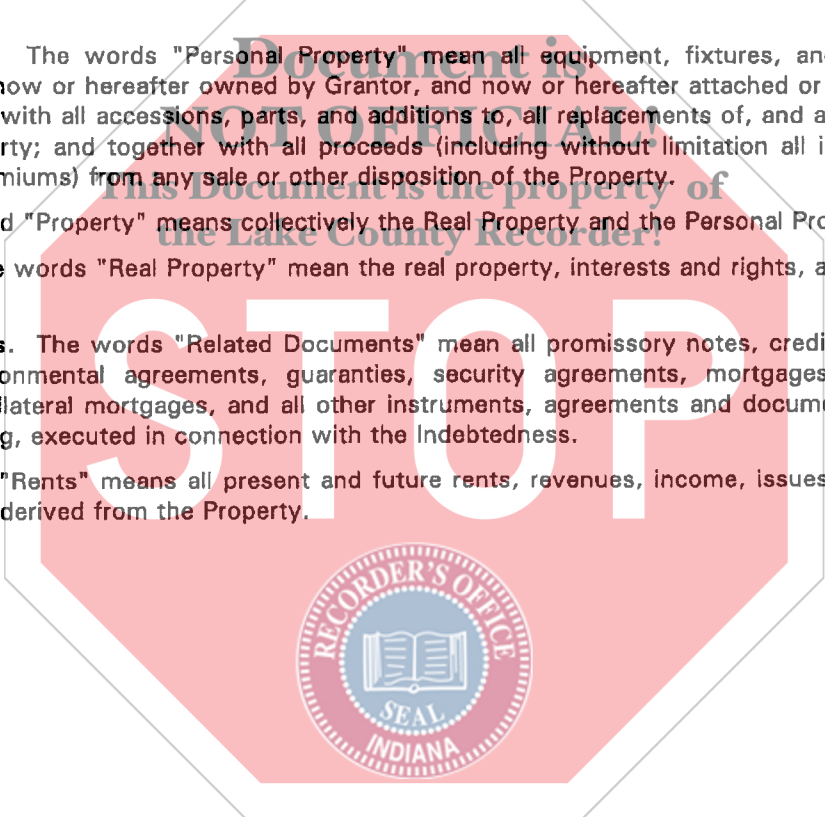 Document is
The words "Personal Property" mean all equipment, fixtures, an
now or hereafter owned by Grantor, and now or hereafter attached or
NOT OFFICIAL!
with all accessions, parts, and additions to, all replacements of, and a
rty; and together with all proceeds (including without limitation all i
miums) from any sale or other disposition of the Property.
This Document is the property of
d "Property" means collectively the Real Property and the Personal Pro
the Lake County Recorder!
e words "Real Property" mean the real property, interests and rights, a
STOP
s. The words "Related Documents" mean all promissory notes, credi
onmental agreements, guaranties, security agreements, mortgages
lateral mortgages, and all other instruments, agreements and docume
g, executed in connection with the Indebtedness.
"Rents" means all present and future rents, revenues, income, issues
derived from the Property.
RECORDER'S OFFICE
SEAL
INDIANA